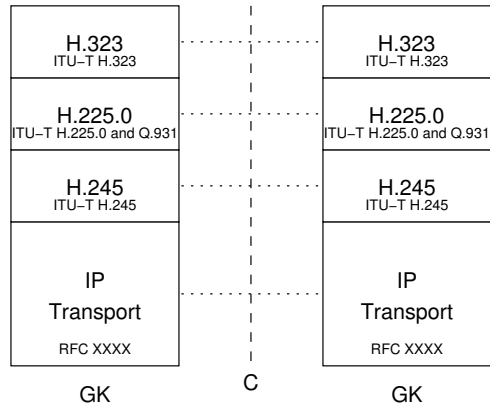 H.323
ITU–T H.323
H.225.0
ITU–T H.225.0 and Q.931
H.245
ITU–T H.245
IP
Transport
RFC XXXX
GK
C
H.323
ITU–T H.323
H.225.0
ITU–T H.225.0 and Q.931
H.245
ITU–T H.245
IP
Transport
RFC XXXX
GK